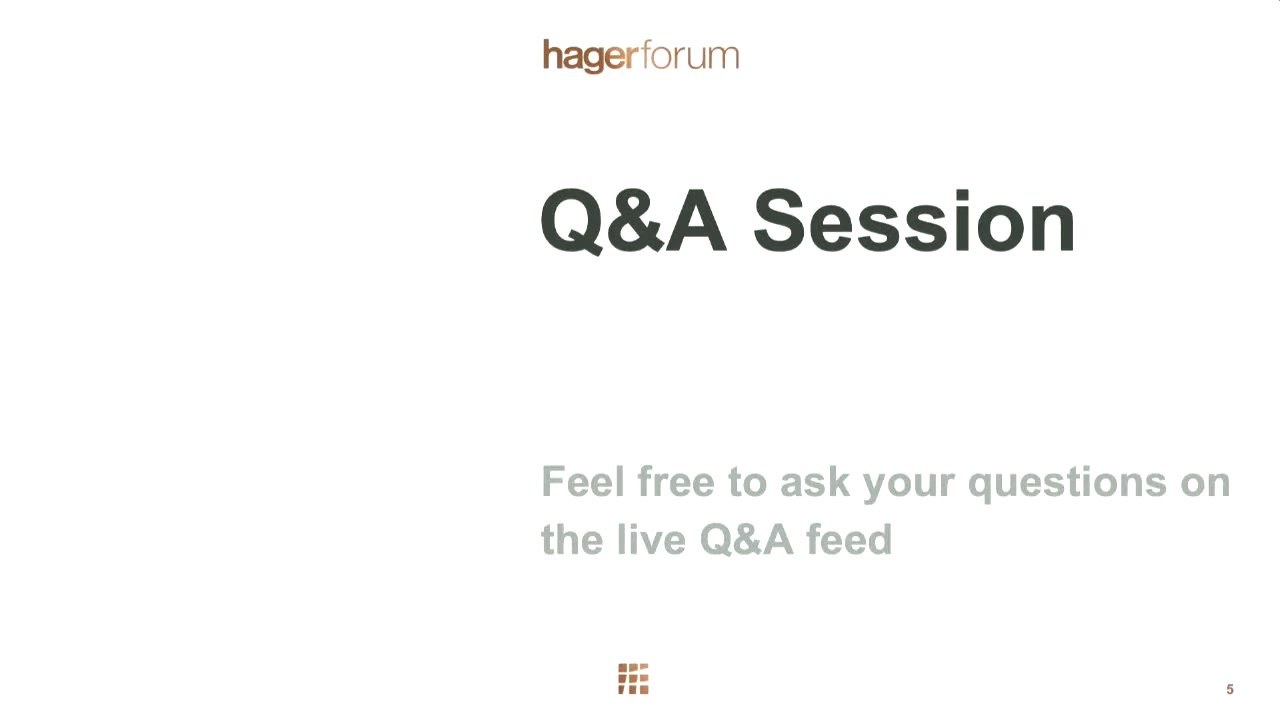 hagerforum
Q&A Session
Feel free to ask your questions on
the live Q&A feed
5